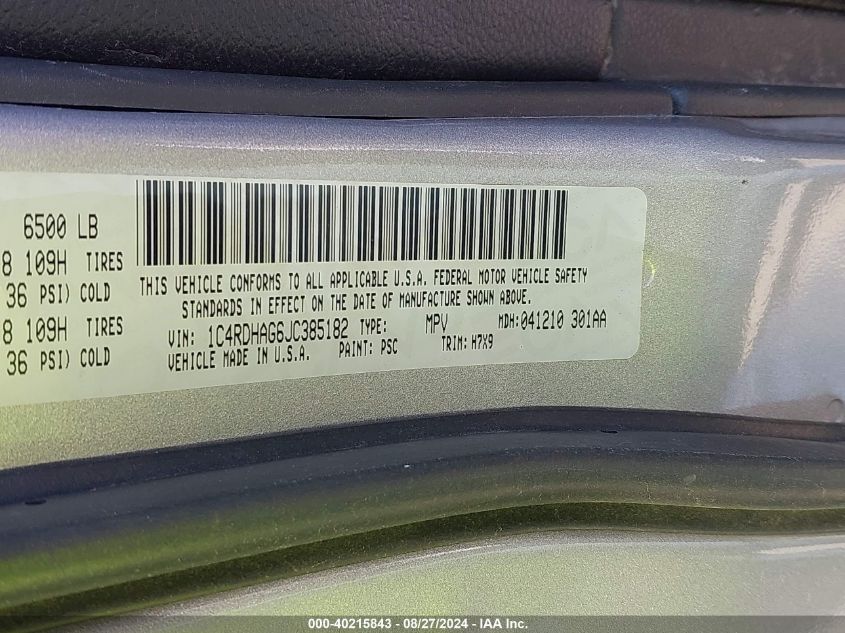 6500 LB
8 109H TIRES
36 PSI) COLD
8 109H TIRES
36 PSI) COLD
THIS VEHICLE CONFORMS TO ALL APPLICABLE U.S.A. FEDERAL MOTOR VEHICLE SAFETY
STANDARDS IN EFFECT ON THE DATE OF MANUFACTURE SHOWN ABOVE.
VIN: 1C4RDHAG6JC385182 TYPE: MPV MDH: 041210 301AA
VEHICLE MADE IN U.S.A. PAINT: PSC TRIM: H7X9
000-40215843 - 08/27/2024 - IAA Inc.